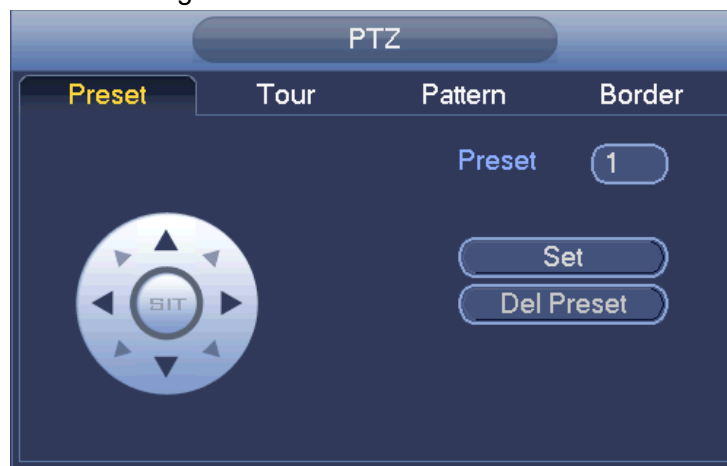 g
PTZ
Preset Tour Pattern Border
Preset 1
Set
SIT
Del Preset